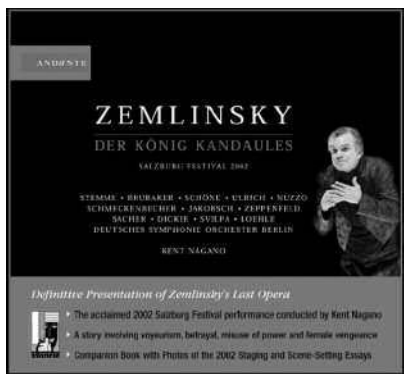 ANDANTE
ZEMLINSKY
DER KÖNIG KANDAULES
SALZBURG FESTIVAL 2002
STEMME • BRUBAKER • SCHÖNE • ULRICH • NUZZO
SCHMECKENBECHER • JAKOBSCH • ZEPPENFELD
SACHER • DICKIE • SVILPA • LOEHLE
DEUTSCHES SYMPHONIE ORCHESTER BERLIN
KENT NAGANO
Definitive Presentation of Zemlinsky's Last Opera
The acclaimed 2002 Salzburg Festival performance conducted by Kent Nagano
A story involving voyeurism, betrayal, misuse of power and female vengeance
Companion Book with Photos of the 2002 Staging and Scene-Setting Essays